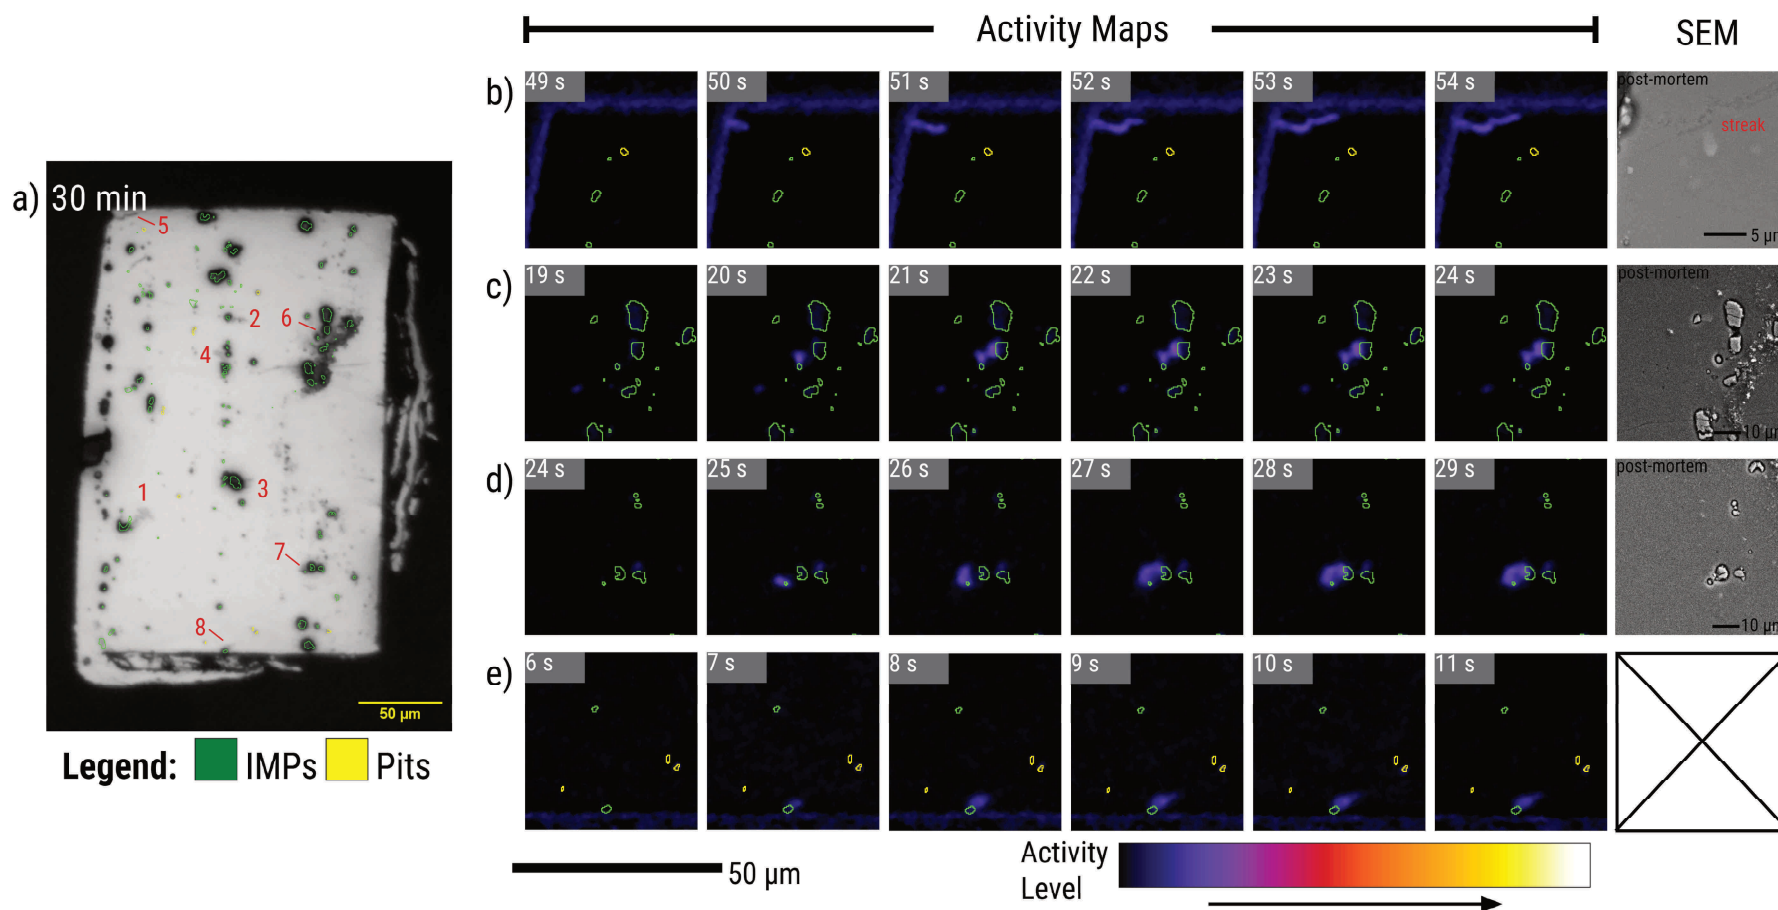 Activity Maps
SEM
a) 30 min
5
2
6
4
1
3
7
8
50 µm
Legend: IMPs Pits
b) 49 s 50 s 51 s 52 s 53 s 54 s post-mortem
streak
5 µm
c) 19 s 20 s 21 s 22 s 23 s 24 s post-mortem
10 µm
d) 24 s 25 s 26 s 27 s 28 s 29 s post-mortem
10 µm
e) 6 s 7 s 8 s 9 s 10 s 11 s
50 µm
Activity
Level